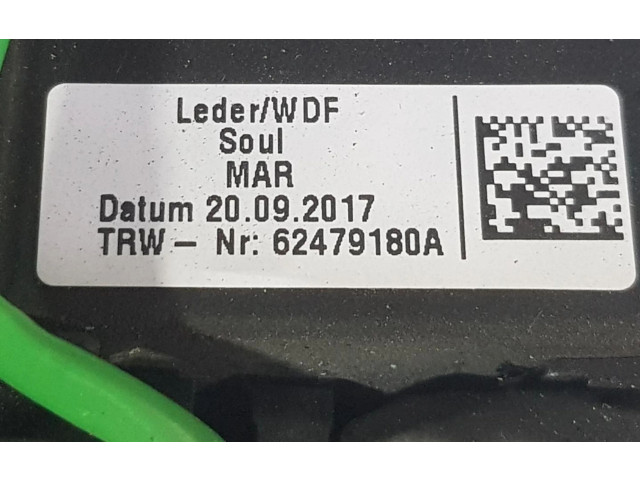 Leder/WDF
Soul
MAR
Datum 20.09.2017
TRW – Nr: 62479180A